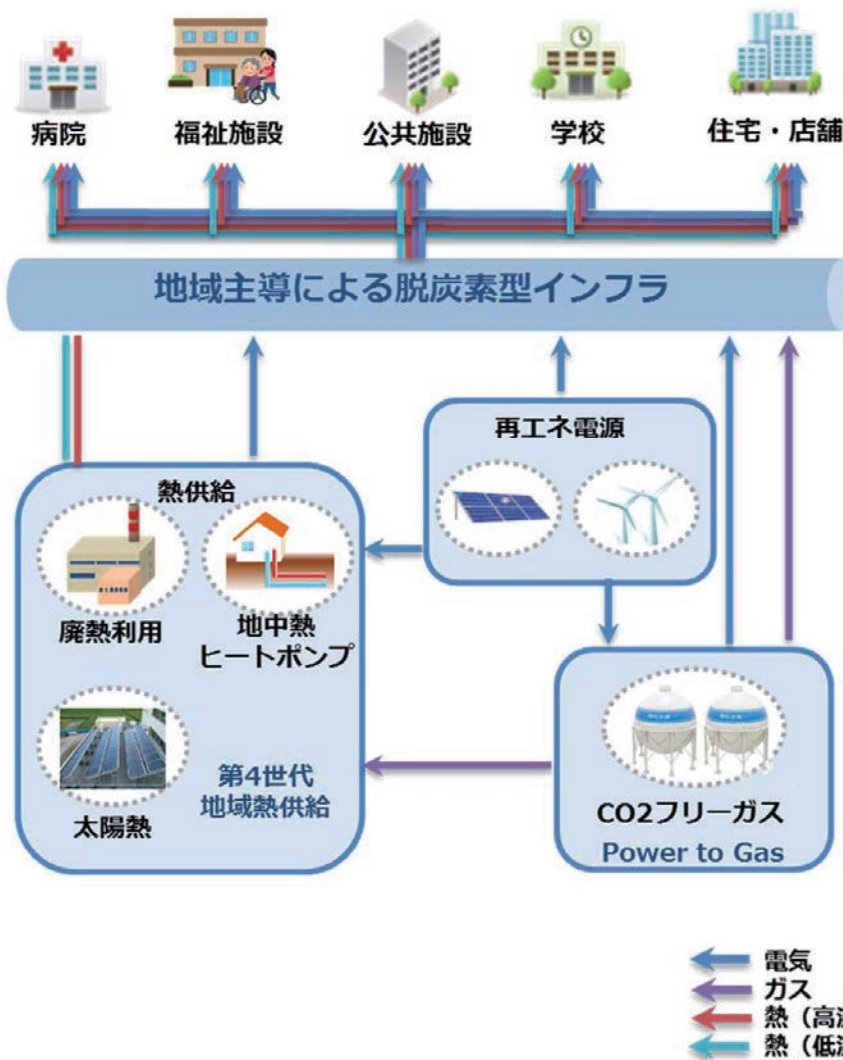 病院
福祉施設
公共施設
学校
住宅・店舗
地域主導による脱炭素型インフラ
再エネ電源
熱供給
廃熱利用
地中熱
ヒートポンプ
太陽熱
第4世代
地域熱供給
CO2フリーガス
Power to Gas
電気
ガス
熱（高
熱（低